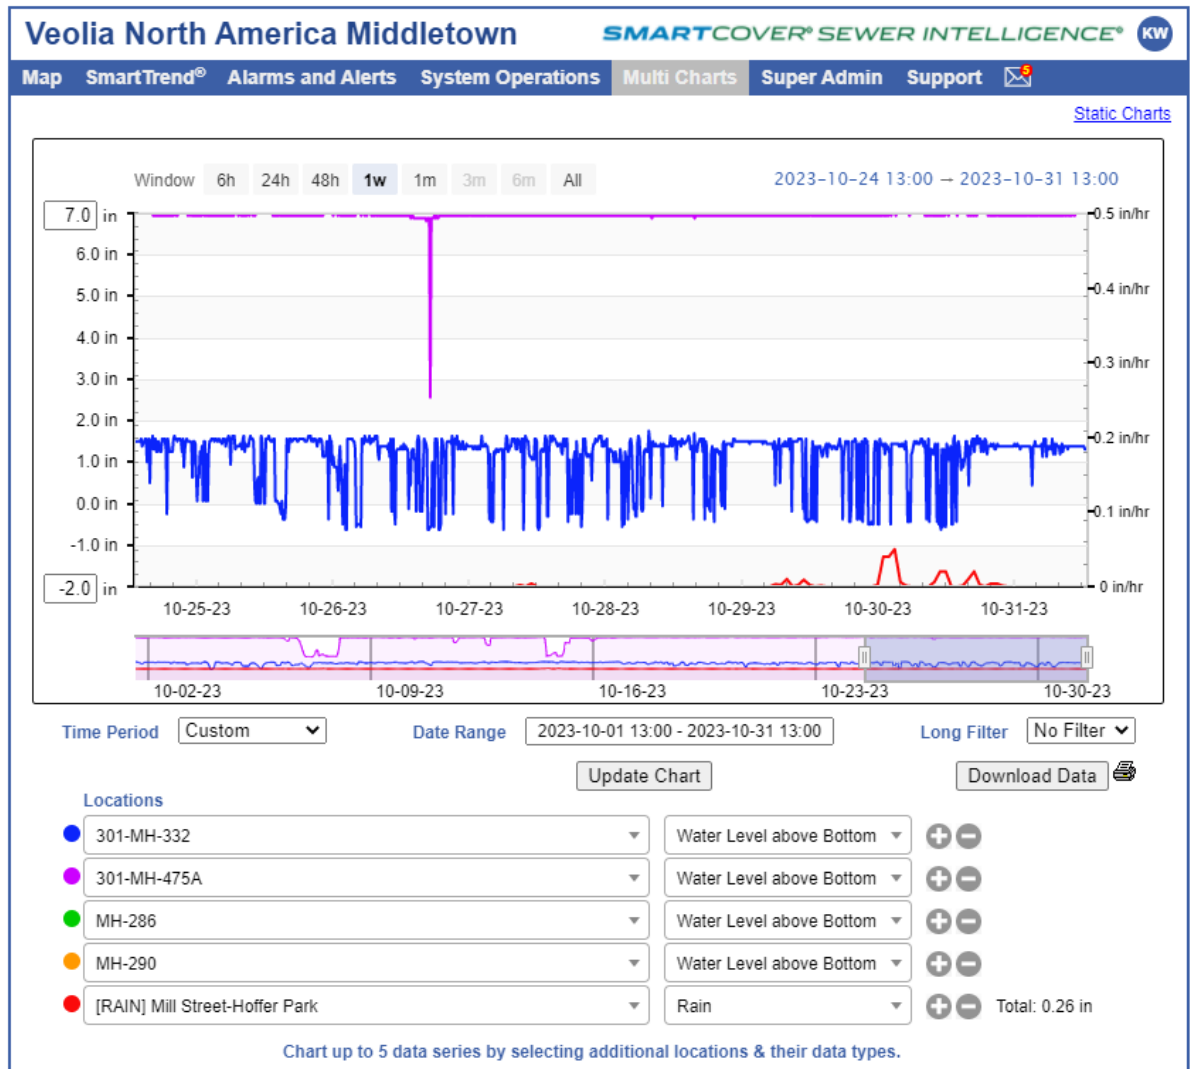 Veolia North America Middletown SMARTCOVER® SEWER INTELLIGENCE® KW
Map SmartTrend® Alarms and Alerts System Operations Multi Charts Super Admin Support 5
Static Charts
Window 6h 24h 48h 1w 1m 3m 6m All 2023-10-24 13:00 → 2023-10-31 13:00
7.0 in 0.5 in/hr
6.0 in
5.0 in 0.4 in/hr
4.0 in
3.0 in 0.3 in/hr
2.0 in 0.2 in/hr
1.0 in
0.0 in 0.1 in/hr
-1.0 in
-2.0 in 0 in/hr
10-25-23 10-26-23 10-27-23 10-28-23 10-29-23 10-30-23 10-31-23
10-02-23 10-09-23 10-16-23 10-23-23 10-30-23
Time Period Custom Date Range 2023-10-01 13:00 - 2023-10-31 13:00 Long Filter No Filter
Update Chart Download Data
Locations
301-MH-332 Water Level above Bottom
301-MH-475A Water Level above Bottom
MH-286 Water Level above Bottom
MH-290 Water Level above Bottom
[RAIN] Mill Street-Hoffer Park Rain Total: 0.26 in
Chart up to 5 data series by selecting additional locations & their data types.